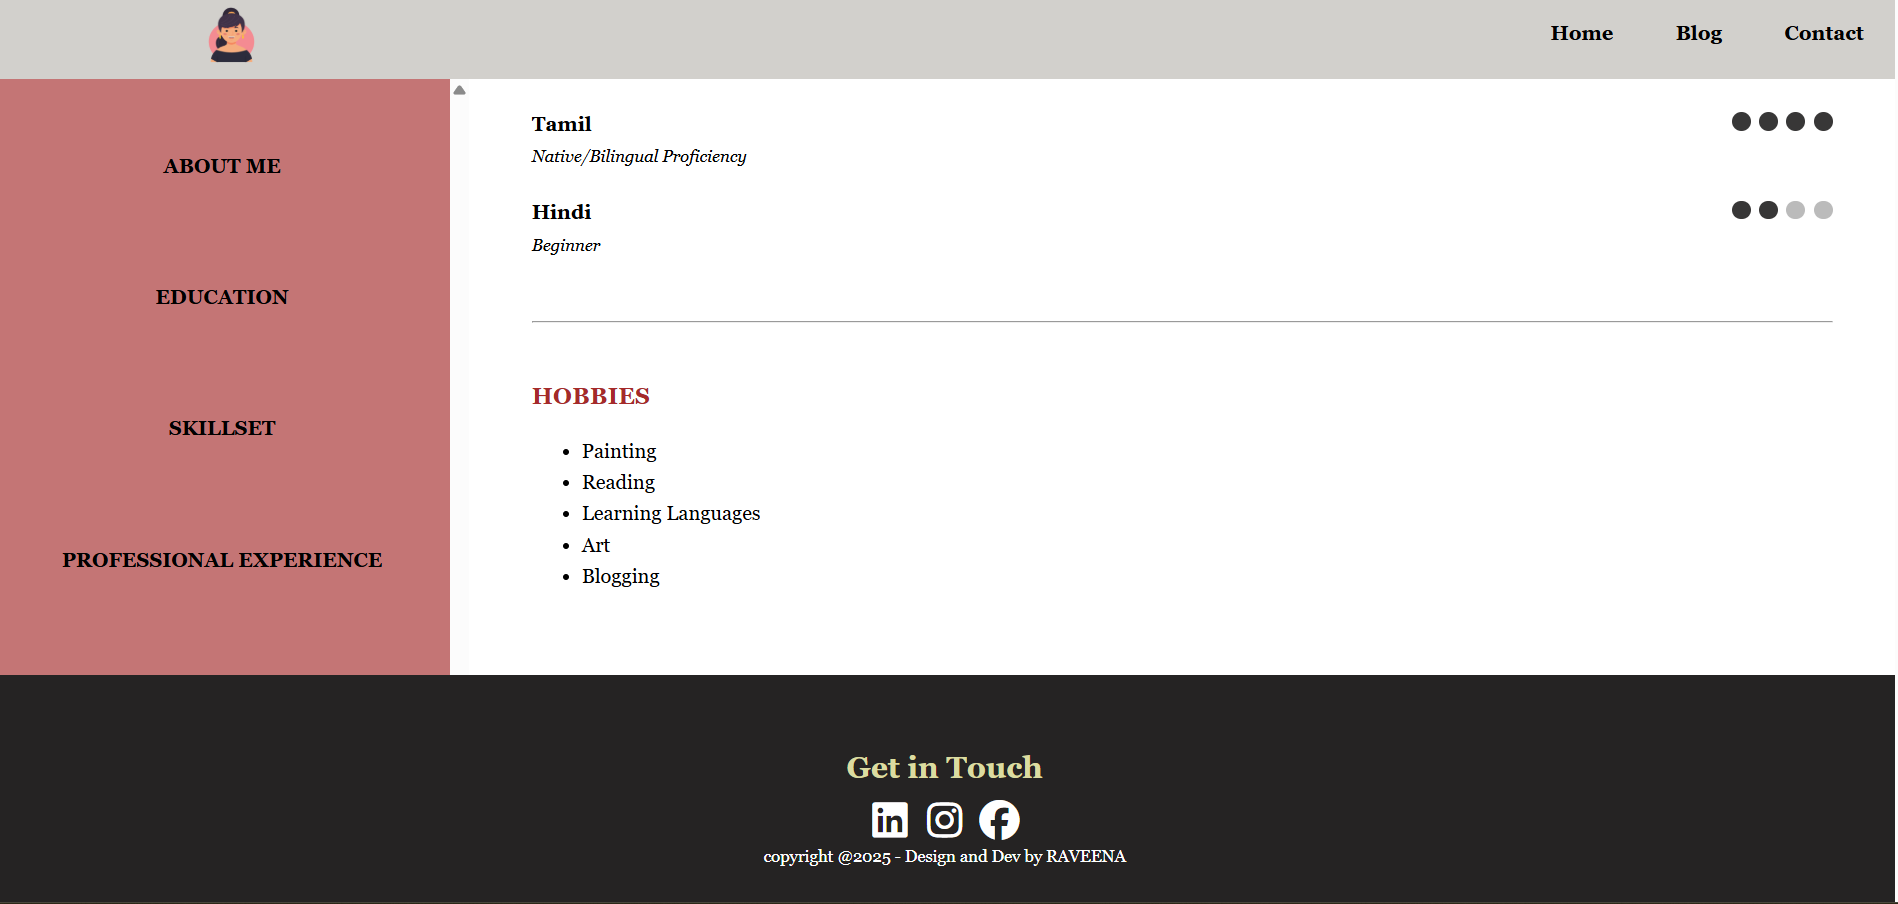 Home Blog Contact
ABOUT ME
EDUCATION
SKILLSET
PROFESSIONAL EXPERIENCE
Tamil
Native/Bilingual Proficiency
Hindi
Beginner
HOBBIES
Painting
Reading
Learning Languages
Art
Blogging
Get in Touch
copyright @2025 - Design and Dev by RAVEENA